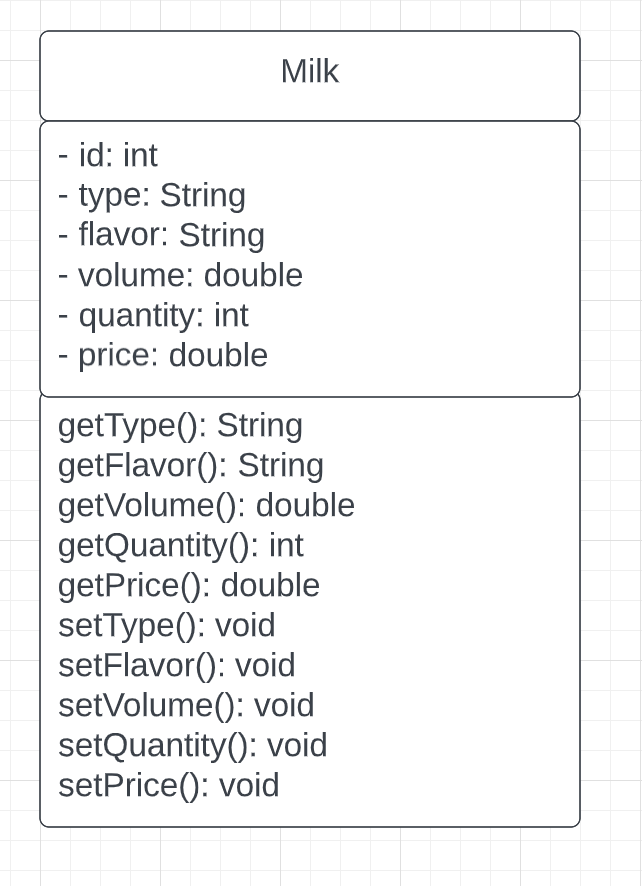 Milk
- id: int
- type: String
- flavor: String
- volume: double
- quantity: int
- price: double
getType(): String
getFlavor(): String
getVolume(): double
getQuantity(): int
getPrice(): double
setType(): void
setFlavor(): void
setVolume(): void
setQuantity(): void
setPrice(): void